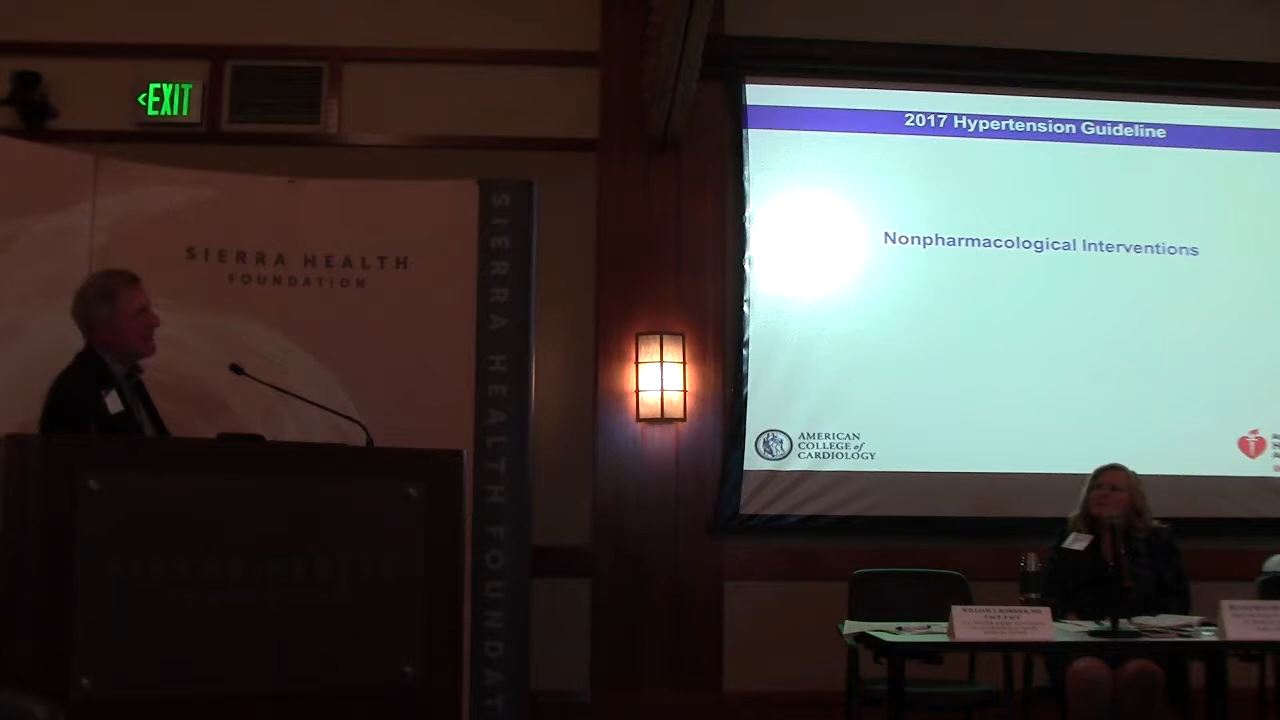 <EXIT
SIERRA HEALTH
FOUNDATION
SIERRA HEALTH FOUNDAT
2017 Hypertension Guideline
Nonpharmacological Interventions
AMERICAN
COLLEGE of
CARDIOLOGY